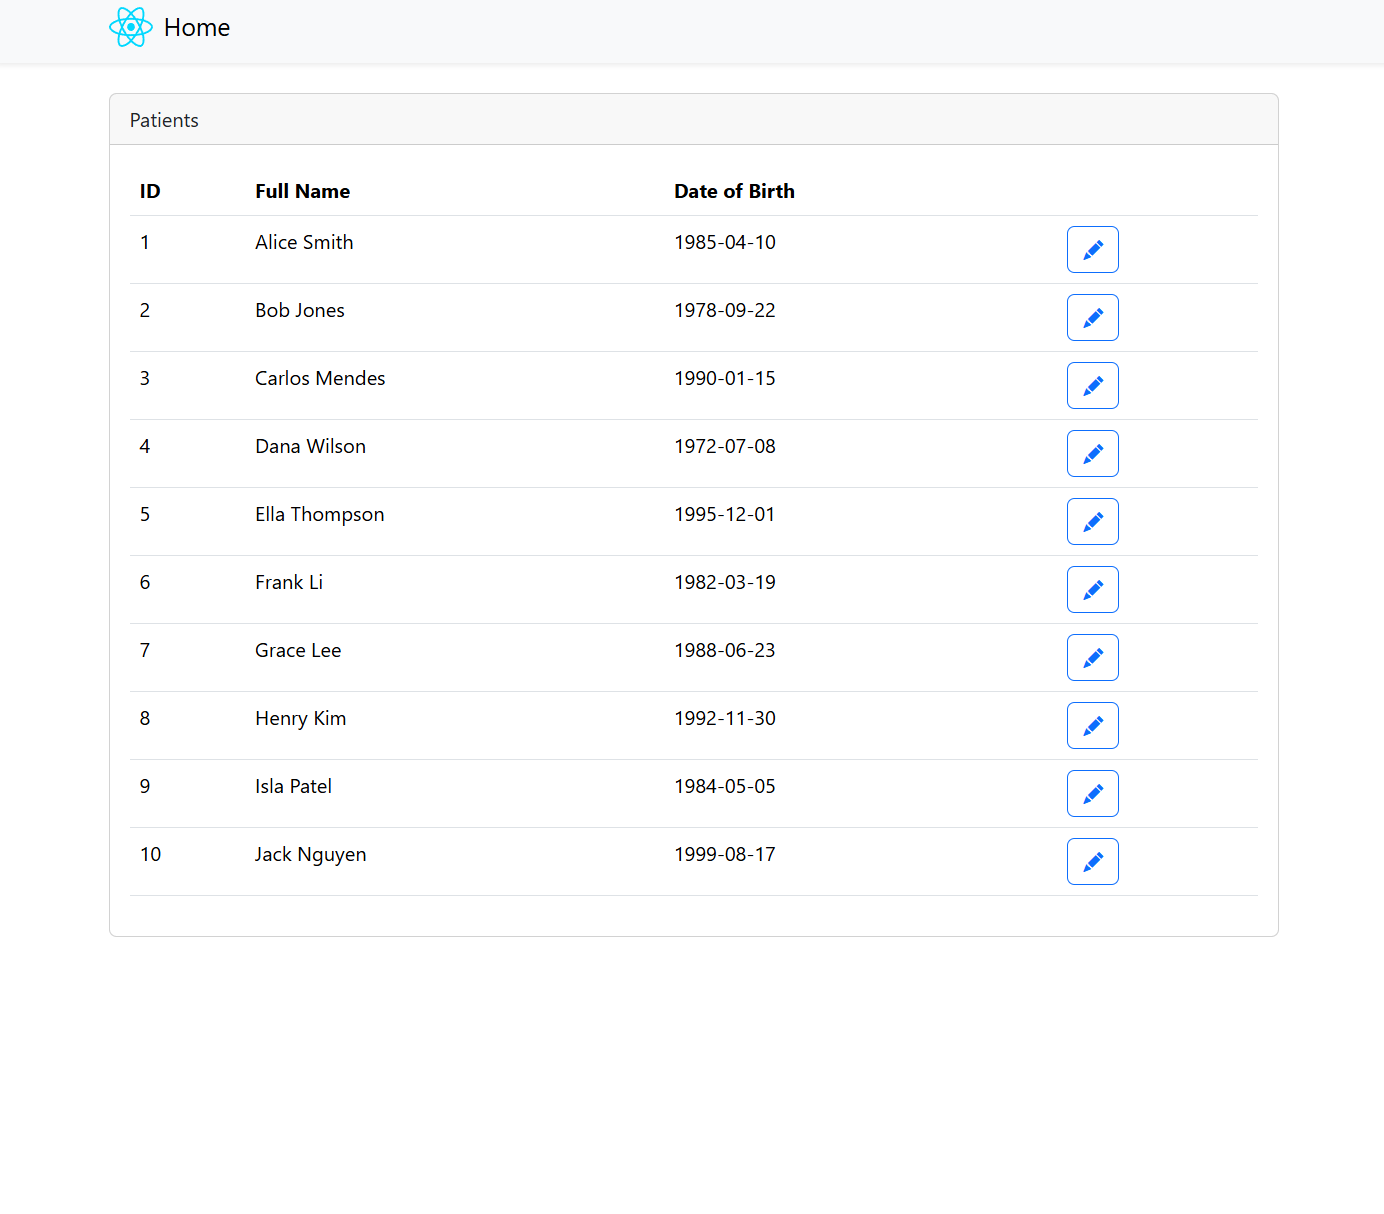 Home
Patients
ID Full Name Date of Birth
1 Alice Smith 1985-04-10
2 Bob Jones 1978-09-22
3 Carlos Mendes 1990-01-15
4 Dana Wilson 1972-07-08
5 Ella Thompson 1995-12-01
6 Frank Li 1982-03-19
7 Grace Lee 1988-06-23
8 Henry Kim 1992-11-30
9 Isla Patel 1984-05-05
10 Jack Nguyen 1999-08-17